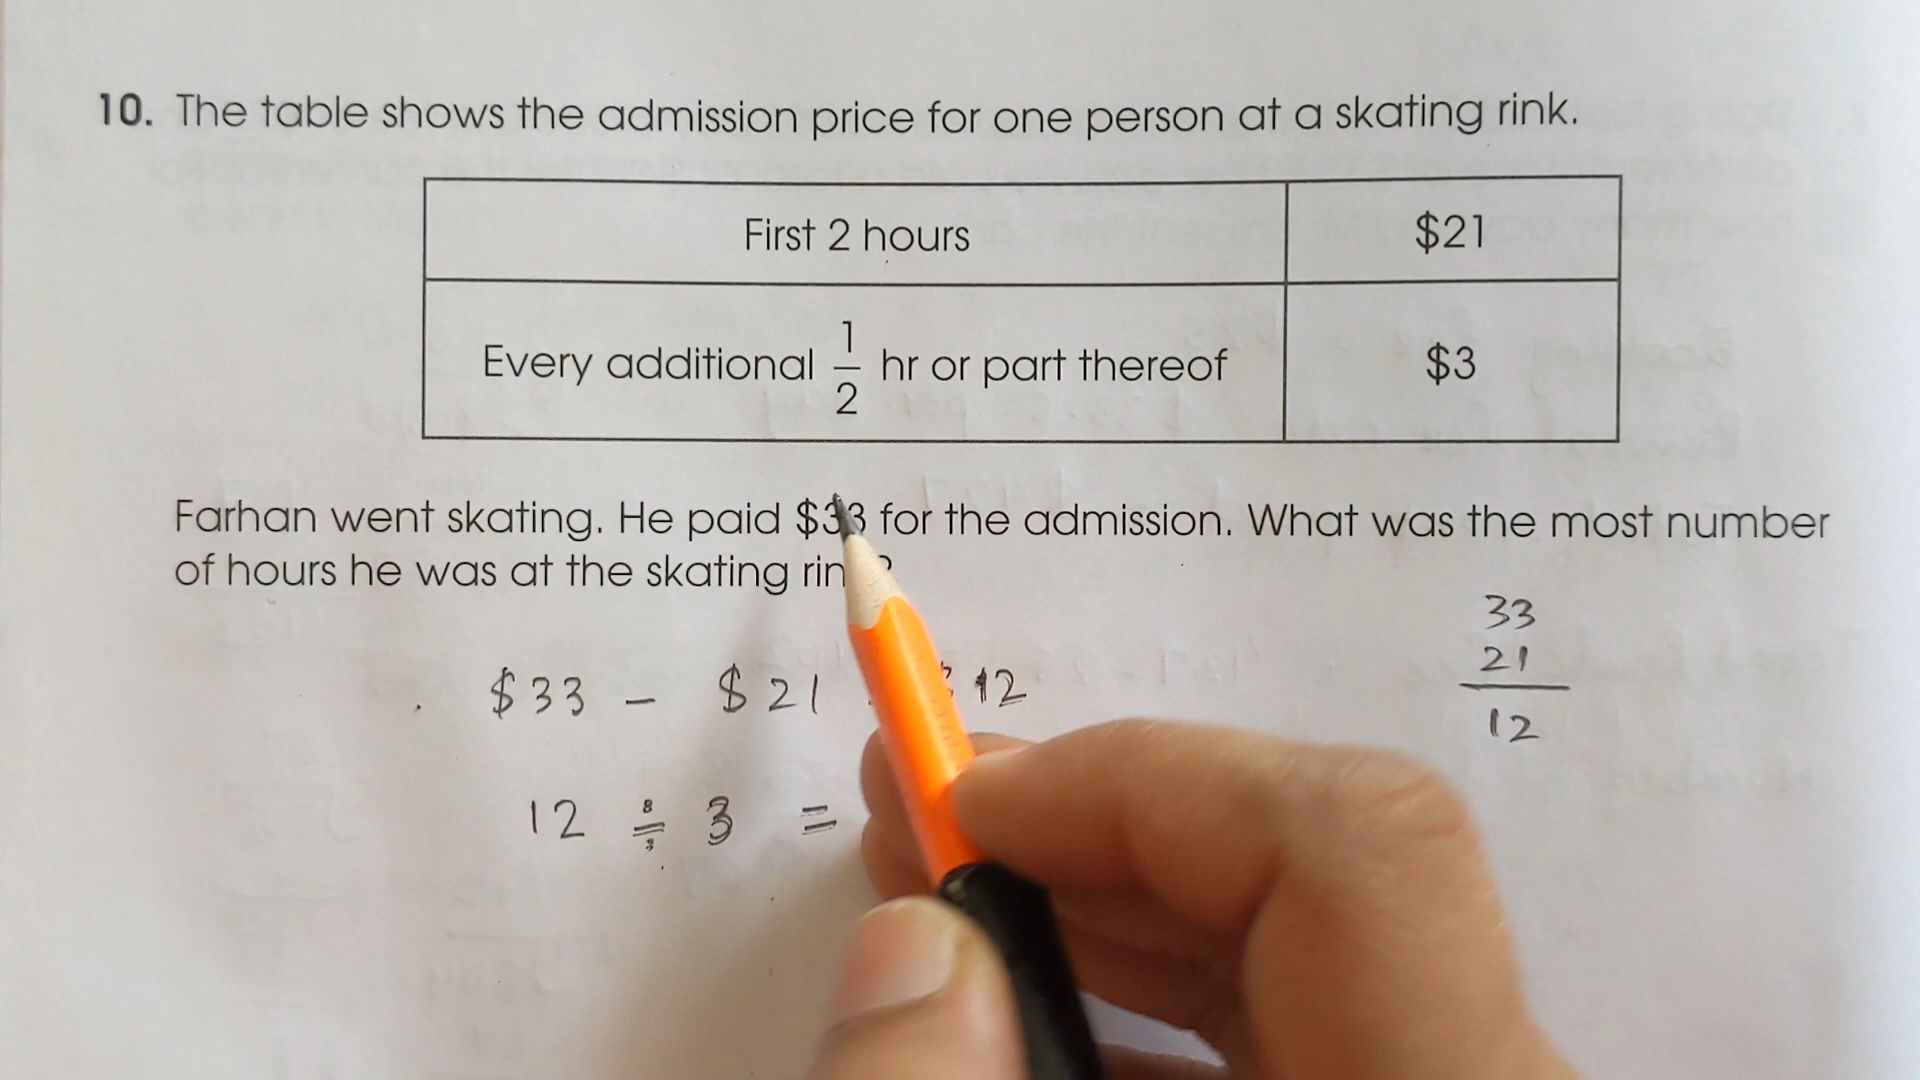 10. The table shows the admission price for one person at a skating rink.
First 2 hours $21
Every additional 1/2 hr or part thereof $3
Farhan went skating. He paid $33 for the admission. What was the most number
of hours he was at the skating
33
21
12
$33 - $21 12
12 ÷ 3 =